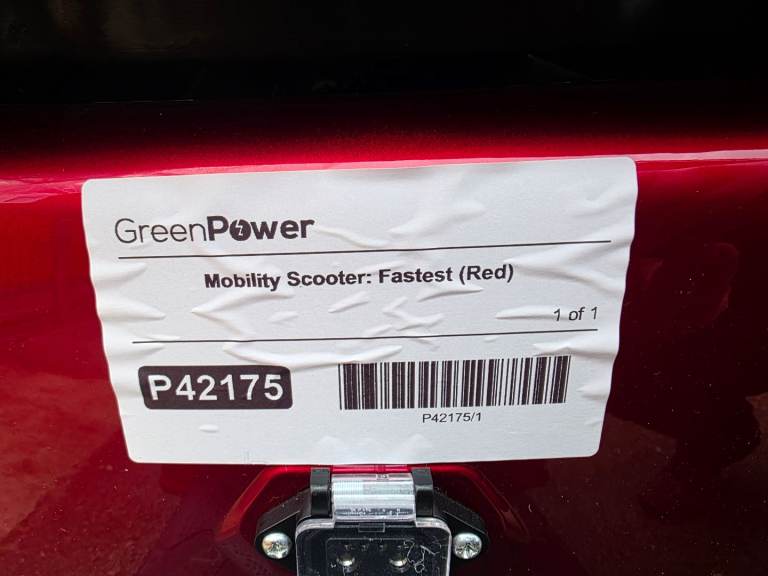 GreenPower
Mobility Scooter: Fastest (Red)
1 of 1
P42175
P42175/1